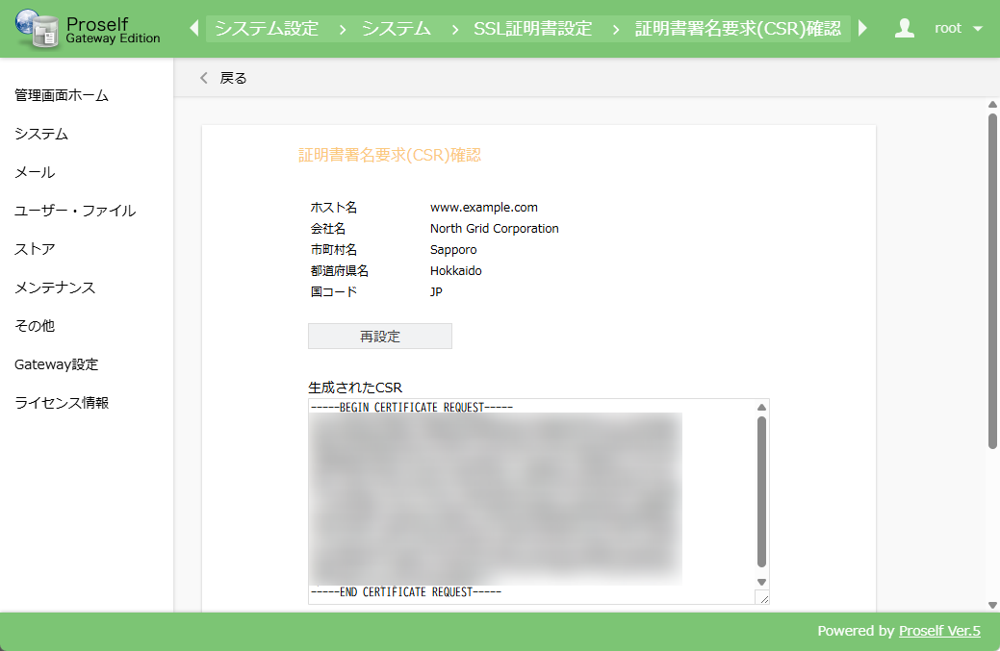 Proself
Gateway Edition
システム設定 > システム > SSL証明書設定 > 証明書署名要求(CSR)確認
root
戻る
管理画面ホーム
システム
メール
ユーザー・ファイル
ストア
メンテナンス
その他
Gateway設定
ライセンス情報
証明書署名要求(CSR)確認
ホスト名 www.example.com
会社名 North Grid Corporation
市町村名 Sapporo
都道府県名 Hokkaido
国コード JP
再設定
生成されたCSR
-----BEGIN CERTIFICATE REQUEST-----
-----END CERTIFICATE REQUEST-----
Powered by Proself Ver.5